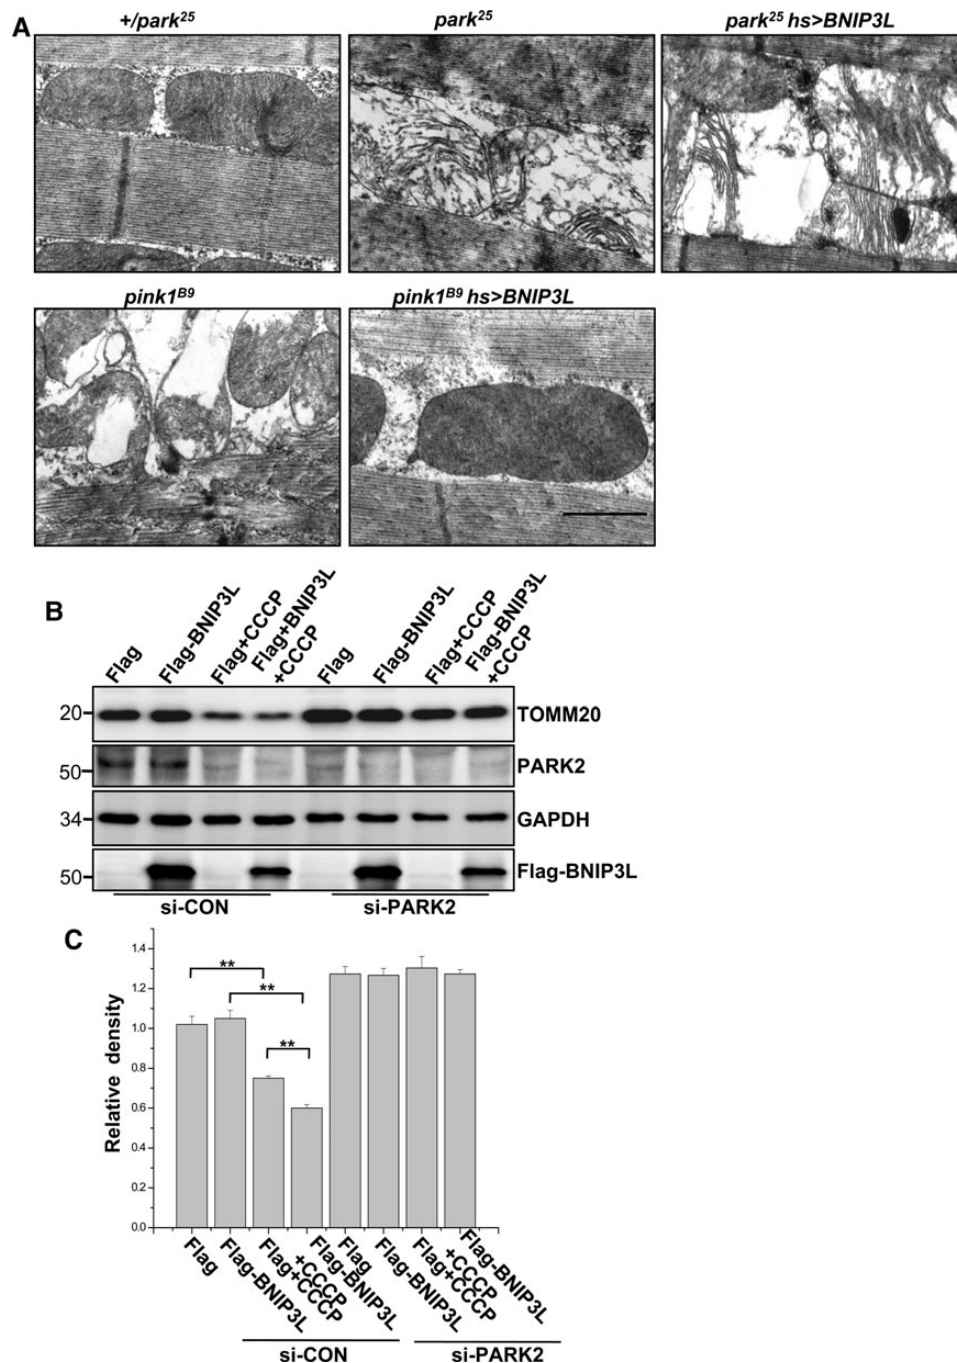 A
+/park25
park25
park25 hs>BNIP3L
pink1B9
pink1B9 hs>BNIP3L
B
Flag
Flag-BNIP3L
Flag+CCCP
Flag+BNIP3L
+CCCP
Flag
Flag-BNIP3L
Flag+CCCP
Flag-BNIP3L
+CCCP
20
TOMM20
50
PARK2
34
GAPDH
50
Flag-BNIP3L
si-CON
si-PARK2
C
Relative density
1.4
1.2
1.0
0.8
0.6
0.4
0.2
0.0
**
**
**
Flag
Flag-BNIP3L
Flag+CCCP
+CCCP
Flag-BNIP3L
Flag
Flag-BNIP3L
Flag+CCCP
+CCCP
Flag-BNIP3L
si-CON
si-PARK2